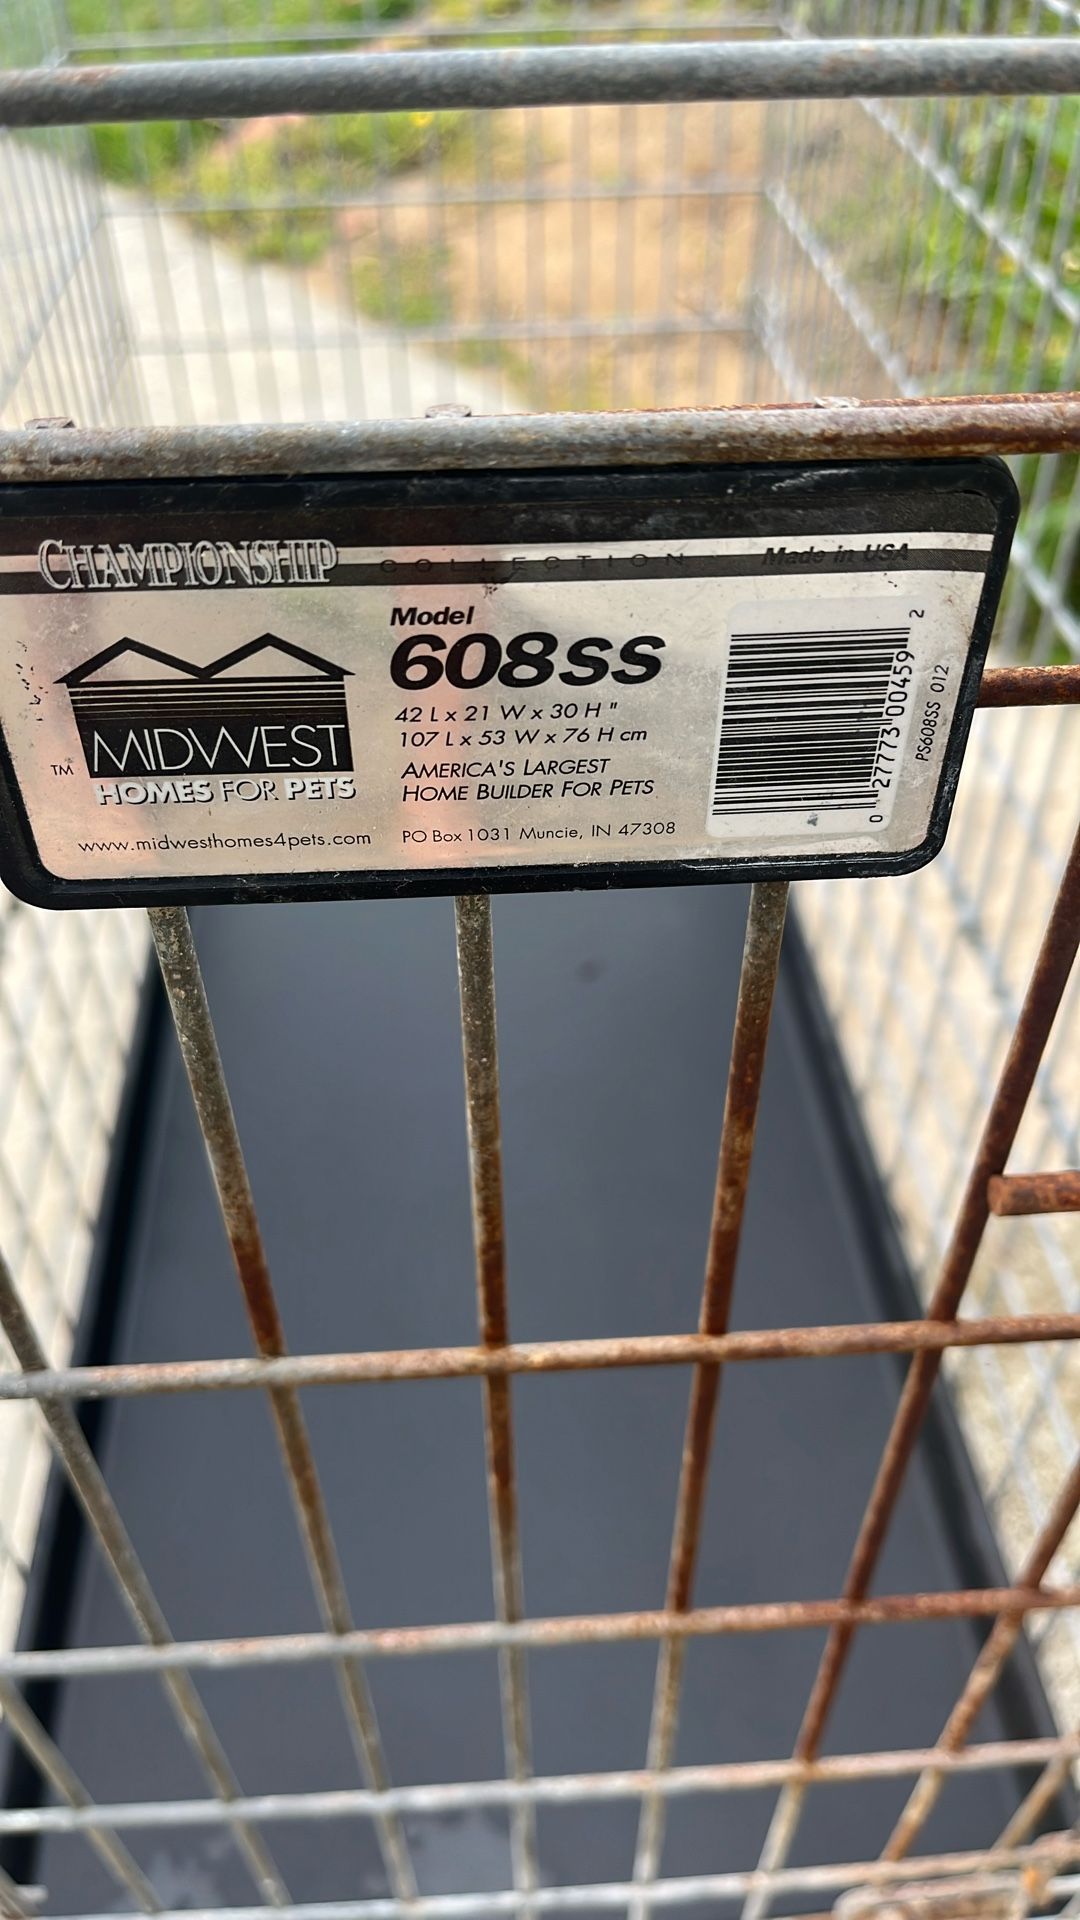 CHAMPIONSHIP COLLECTION Made in USA
Model
608SS
42 L x 21 W x 30 H "
107 L x 53 W x 76 H cm
AMERICA'S LARGEST
HOME BUILDER FOR PETS
PO Box 1031 Muncie, IN 47308
MIDWEST
TM
HOMES FOR PETS
www.midwesthomes4pets.com
0 27773 00459 2
PS608SS 012